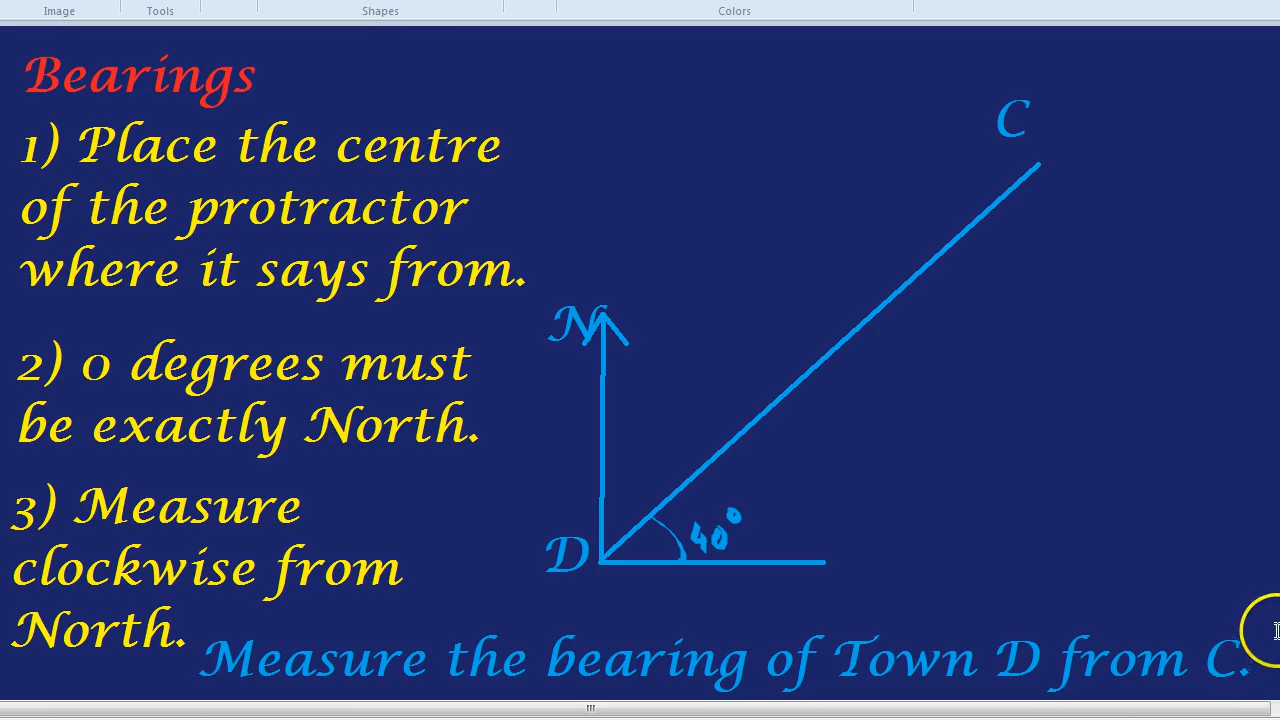 Image Tools Shapes Colors
Bearings
1) Place the centre
of the protractor
where it says from.
2) 0 degrees must
be exactly North.
3) Measure
clockwise from
North.
C
N
D
40°
Measure the bearing of Town D from C.